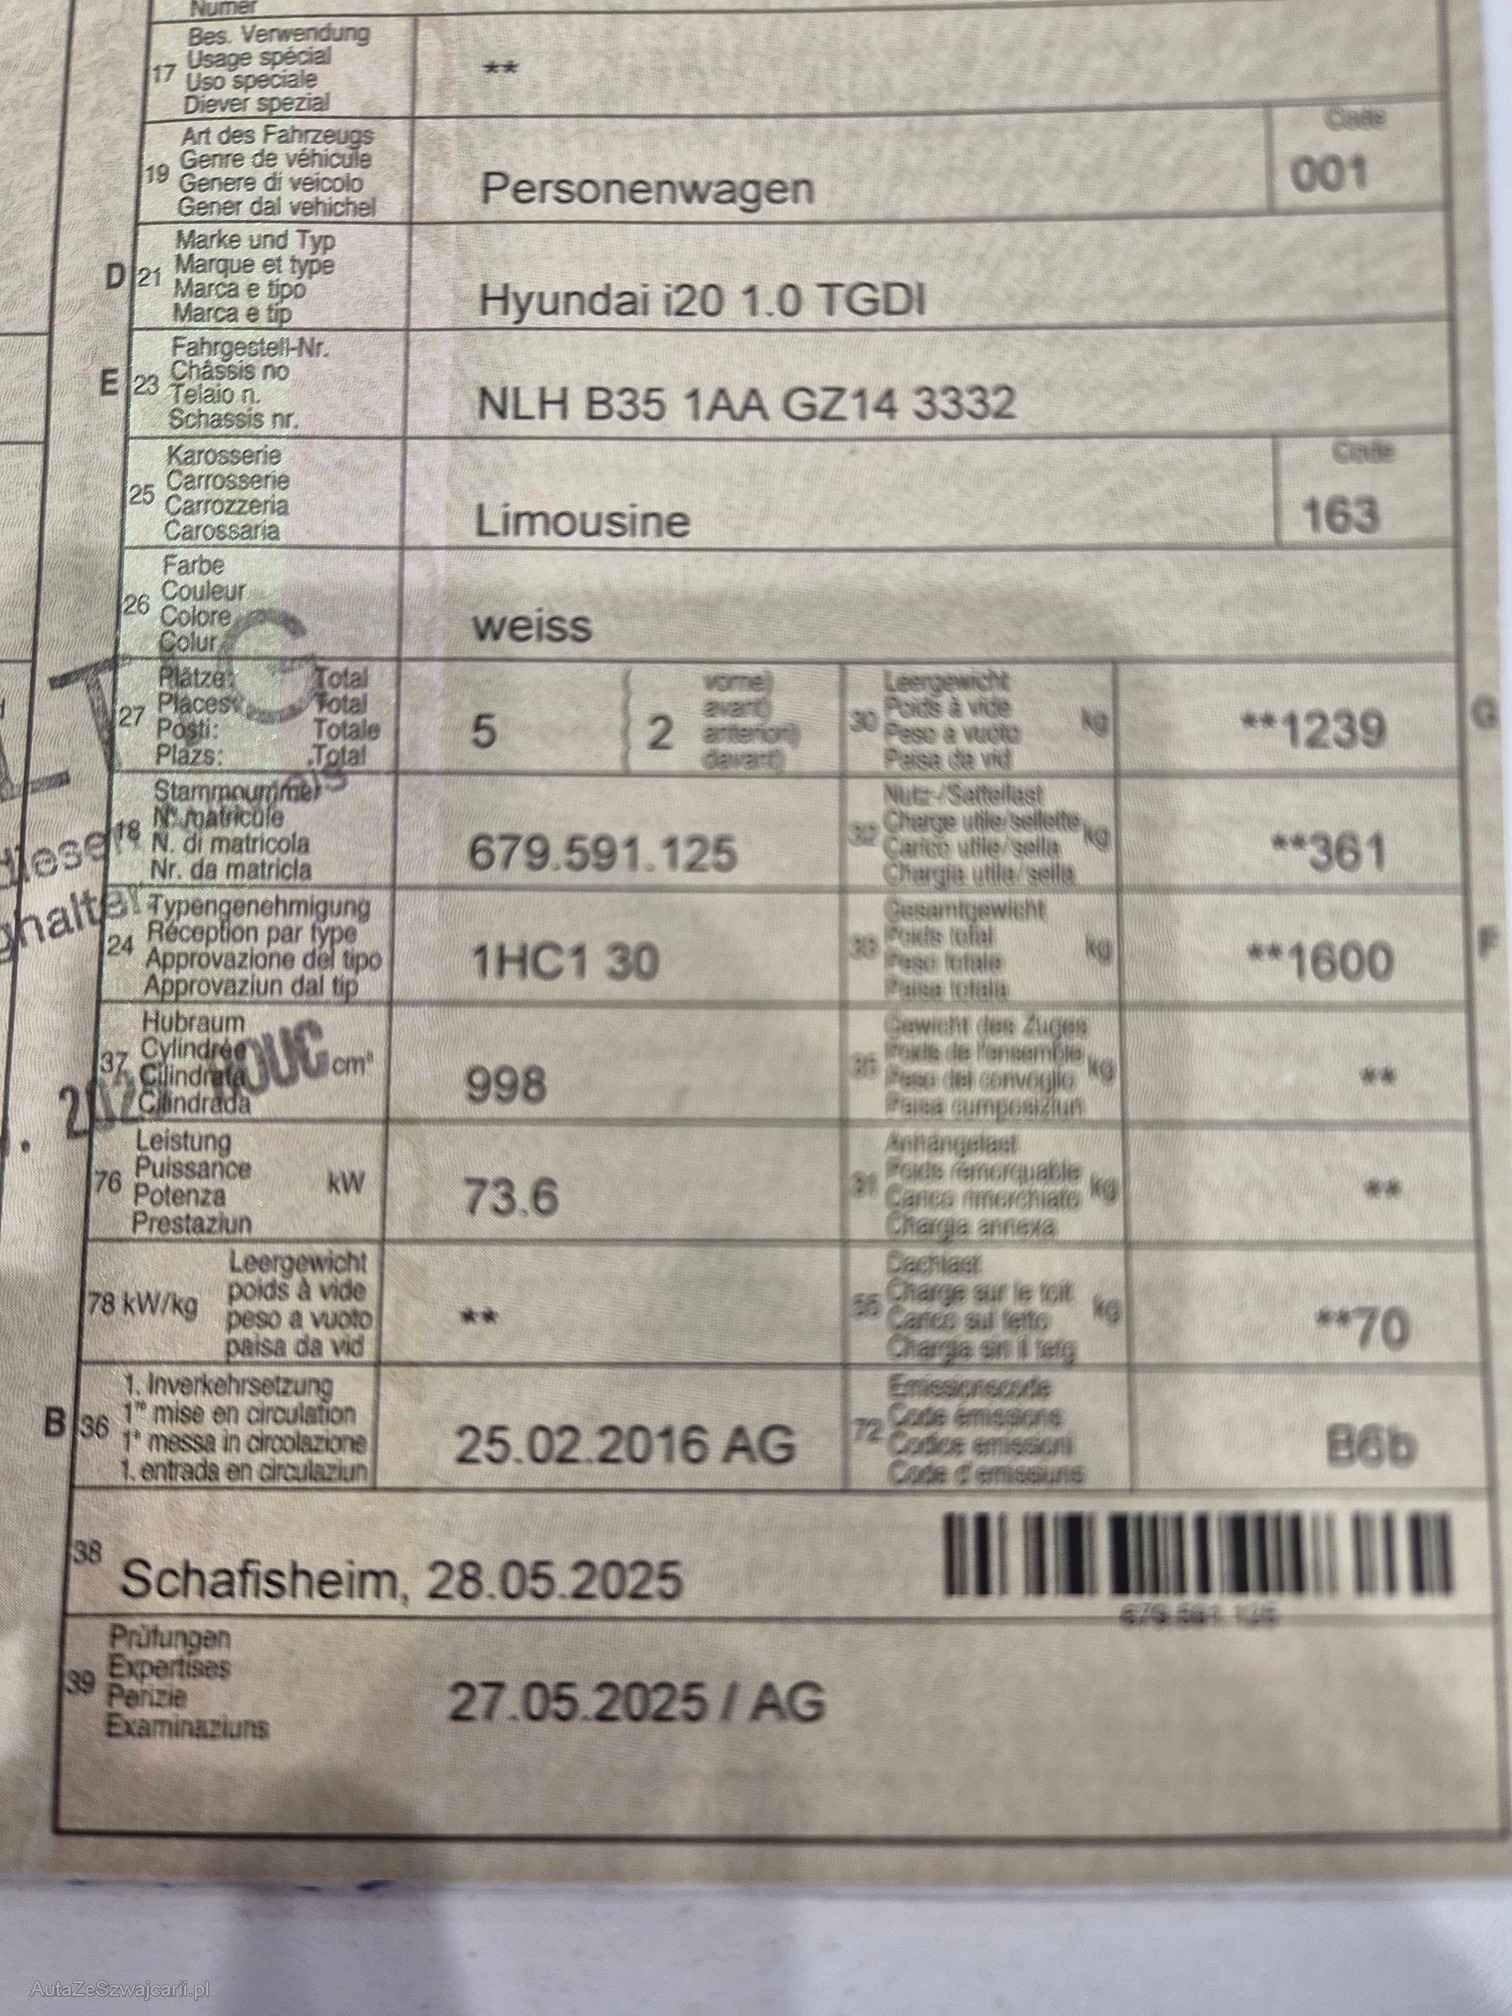 Numer
Bes. Verwendung
17 Usage spécial **
Uso speciale
Diever spezial
Art des Fahrzeugs Code
19 Genre de véhicule Personenwagen 001
Genere di veicolo
Gener dal vehichel
Marke und Typ
D 21 Marque et type Hyundai i20 1.0 TGDI
Marca e tipo
Marca e tip
Fahrgestell-Nr.
E 23 Châssis no NLH B35 1AA GZ14 3332
Telaio n.
Schassis nr.
Karosserie Code
25 Carrosserie Limousine 163
Carrozzeria
Carossaria
Farbe
26 Couleur weiss
Colore
Colur
Plätze: Total vorne) Leergewicht
27 Places: Total 5 2 avant) 30 Poids à vide kg **1239 G
Posti: Totale anteriori) Peso a vuoto
Plazs: Total davant) Paisa da vid
Stammnummer Nutz-/Sattellast
18 N° matricule 679.591.125 32 Charge utile/sellette kg **361
N. di matricola Carico utile/sella
Nr. da matricla Chargia utila/sella
Typengenehmigung Gesamtgewicht
24 Réception par type 1HC1 30 33 Poids total kg **1600 F
Approvazione del tipo Peso totale
Approvaziun dal tip Paisa totala
Hubraum Gewicht des Zuges
37 Cylindrée cm³ 998 35 Poids de l'ensemble kg **
Cilindrata Peso del convoglio
Cilindrada Paisa cumposiziun
Leistung Anhängelast
76 Puissance kW 73.6 31 Poids remorquable kg **
Potenza Carico rimorchiato
Prestaziun Chargia annexa
Leergewicht Dachlast
78 kW/kg poids à vide ** 55 Charge sur le toit kg **70
peso a vuoto Carico sul tetto
paisa da vid Chargia sin il tetg
1. Inverkehrsetzung Emissionscode
B 36 1re mise en circulation 25.02.2016 AG 72 Code émissions B6b
1a messa in circolazione Codice emissioni
1. entrada en circulaziun Code d'emissiuns
38 Schafisheim, 28.05.2025
679.591.125
Prüfungen
39 Expertises 27.05.2025 / AG
Perizie
Examinaziuns
AutaZeSzwajcarii.pl